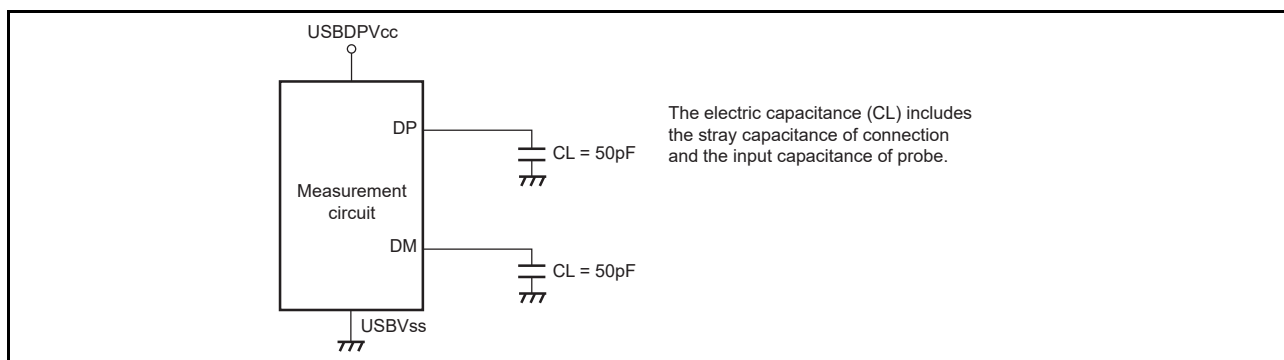 USBDPVcc
DP
CL = 50pF
The electric capacitance (CL) includes
the stray capacitance of connection
and the input capacitance of probe.
Measurement
circuit
DM
CL = 50pF
USBVss